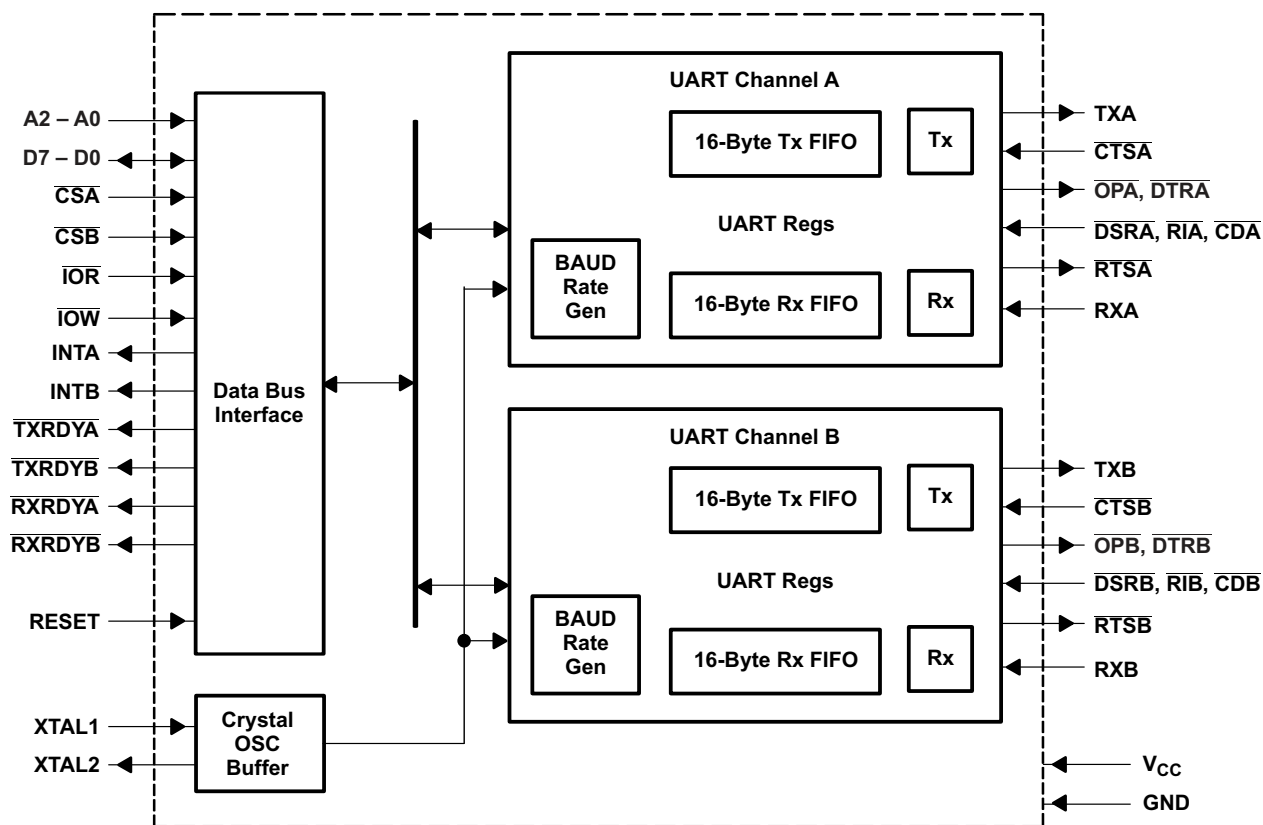 A2 – A0
D7 – D0
CSA
CSB
IOR
IOW
INTA
INTB
TXRDYA
TXRDYB
RXRDYA
RXRDYB
RESET
XTAL1
XTAL2
Data Bus
Interface
Crystal
OSC
Buffer
UART Channel A
16-Byte Tx FIFO
Tx
UART Regs
BAUD
Rate
Gen
16-Byte Rx FIFO
Rx
UART Channel B
16-Byte Tx FIFO
Tx
UART Regs
BAUD
Rate
Gen
16-Byte Rx FIFO
Rx
TXA
CTSA
OPA, DTRA
DSRA, RIA, CDA
RTSA
RXA
TXB
CTSB
OPB, DTRB
DSRB, RIB, CDB
RTSB
RXB
VCC
GND